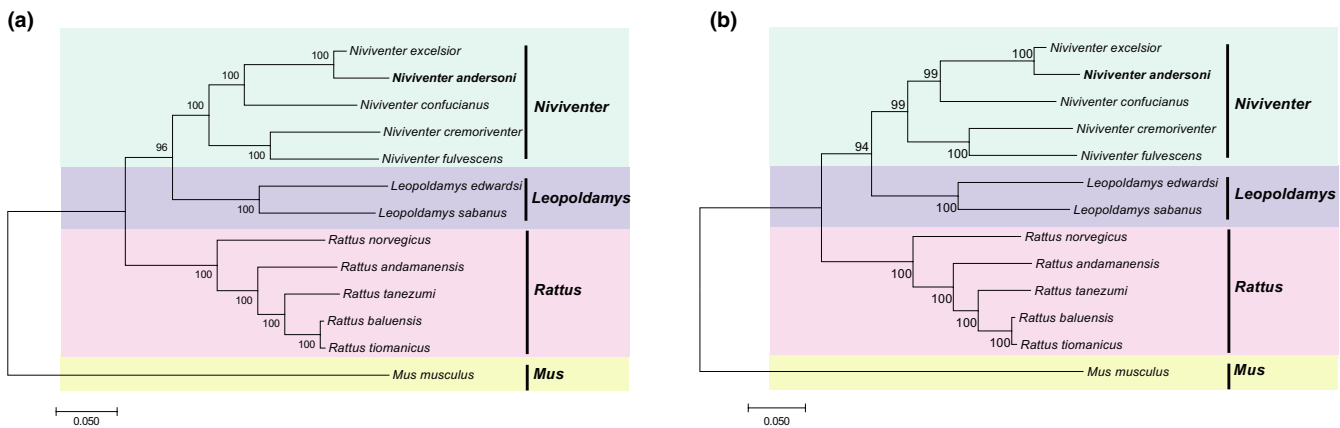 (a)
100
Niviventer excelsior
100
Niviventer andersoni
100
Niviventer confucianus
Niviventer
96
Niviventer cremoriventer
100
Niviventer fulvescens
Leopoldamys edwardsi
100
Leopoldamys sabanus
Leopoldamys
Rattus norvegicus
100
Rattus andamanensis
100
Rattus tanezumi
Rattus
100
Rattus baluensis
100
Rattus tiomanicus
Mus musculus
Mus
0.050
(b)
100
Niviventer excelsior
99
Niviventer andersoni
99
Niviventer confucianus
Niviventer
94
Niviventer cremoriventer
100
Niviventer fulvescens
Leopoldamys edwardsi
100
Leopoldamys sabanus
Leopoldamys
Rattus norvegicus
100
Rattus andamanensis
100
Rattus tanezumi
Rattus
100
Rattus baluensis
100
Rattus tiomanicus
Mus musculus
Mus
0.050